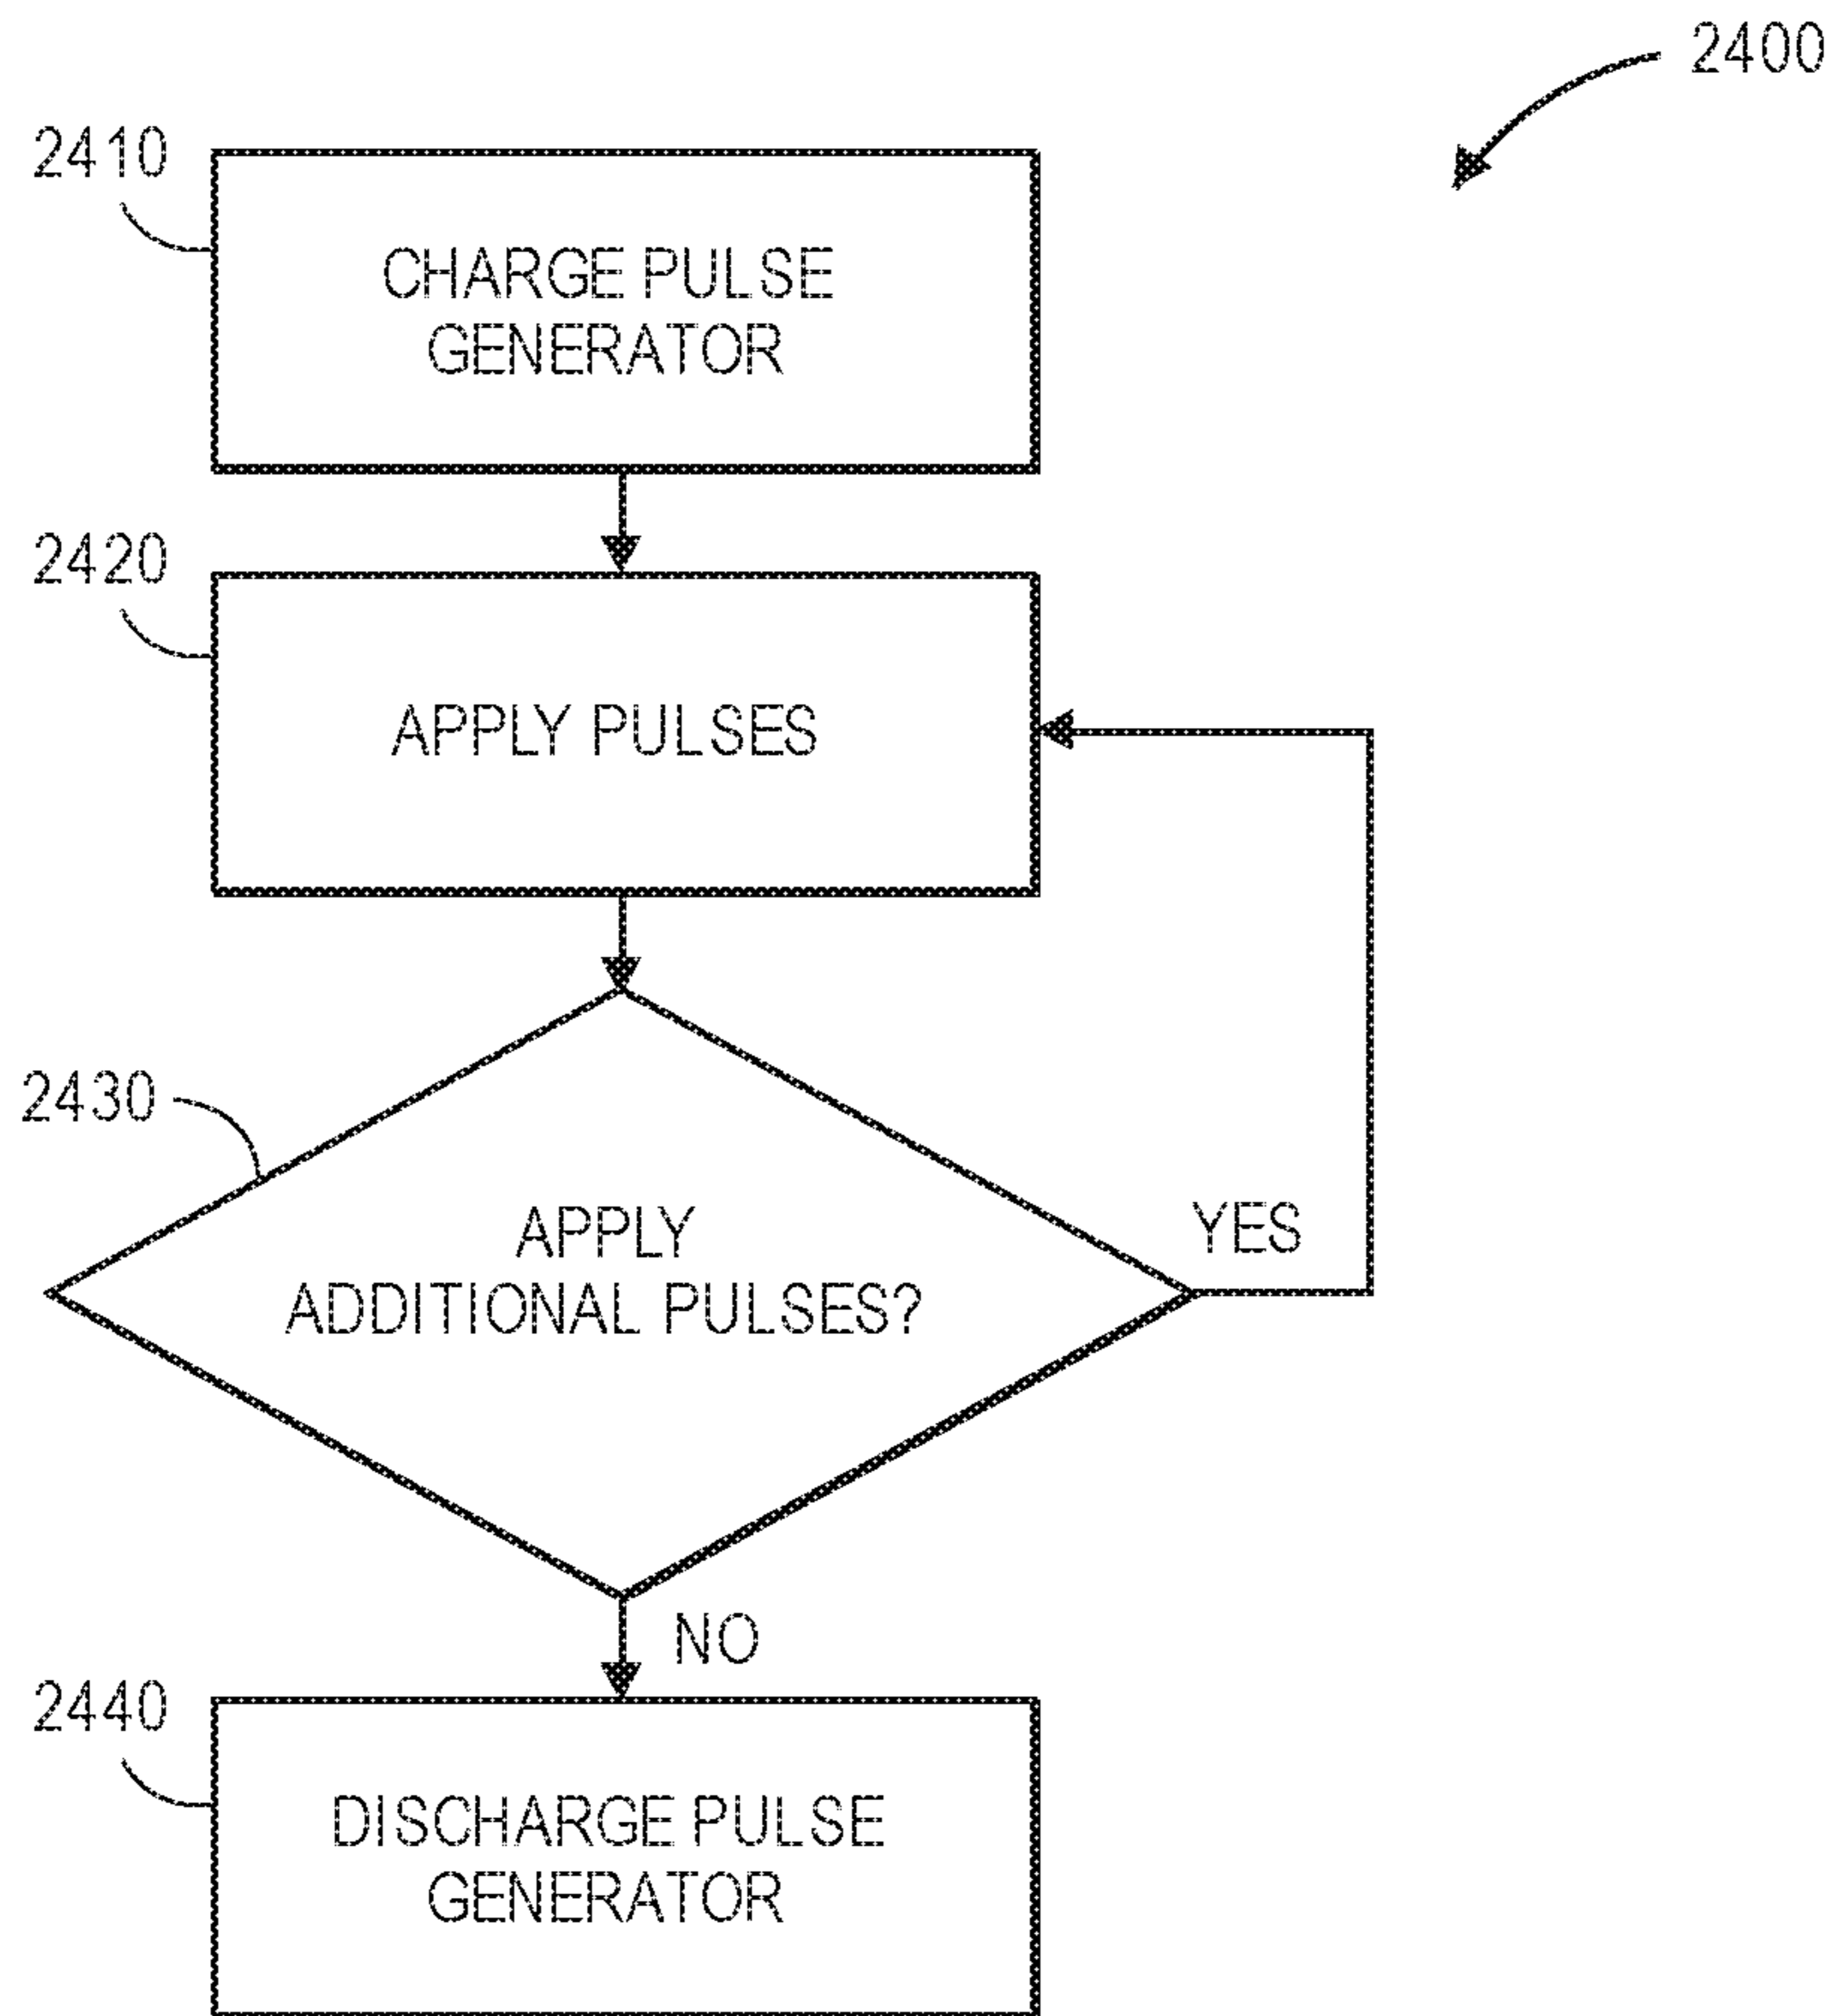 2400
2410
CHARGE PULSE
GENERATOR
2420
APPLY PULSES
2430
APPLY
ADDITIONAL PULSES?
YES
NO
2440
DISCHARGE PULSE
GENERATOR